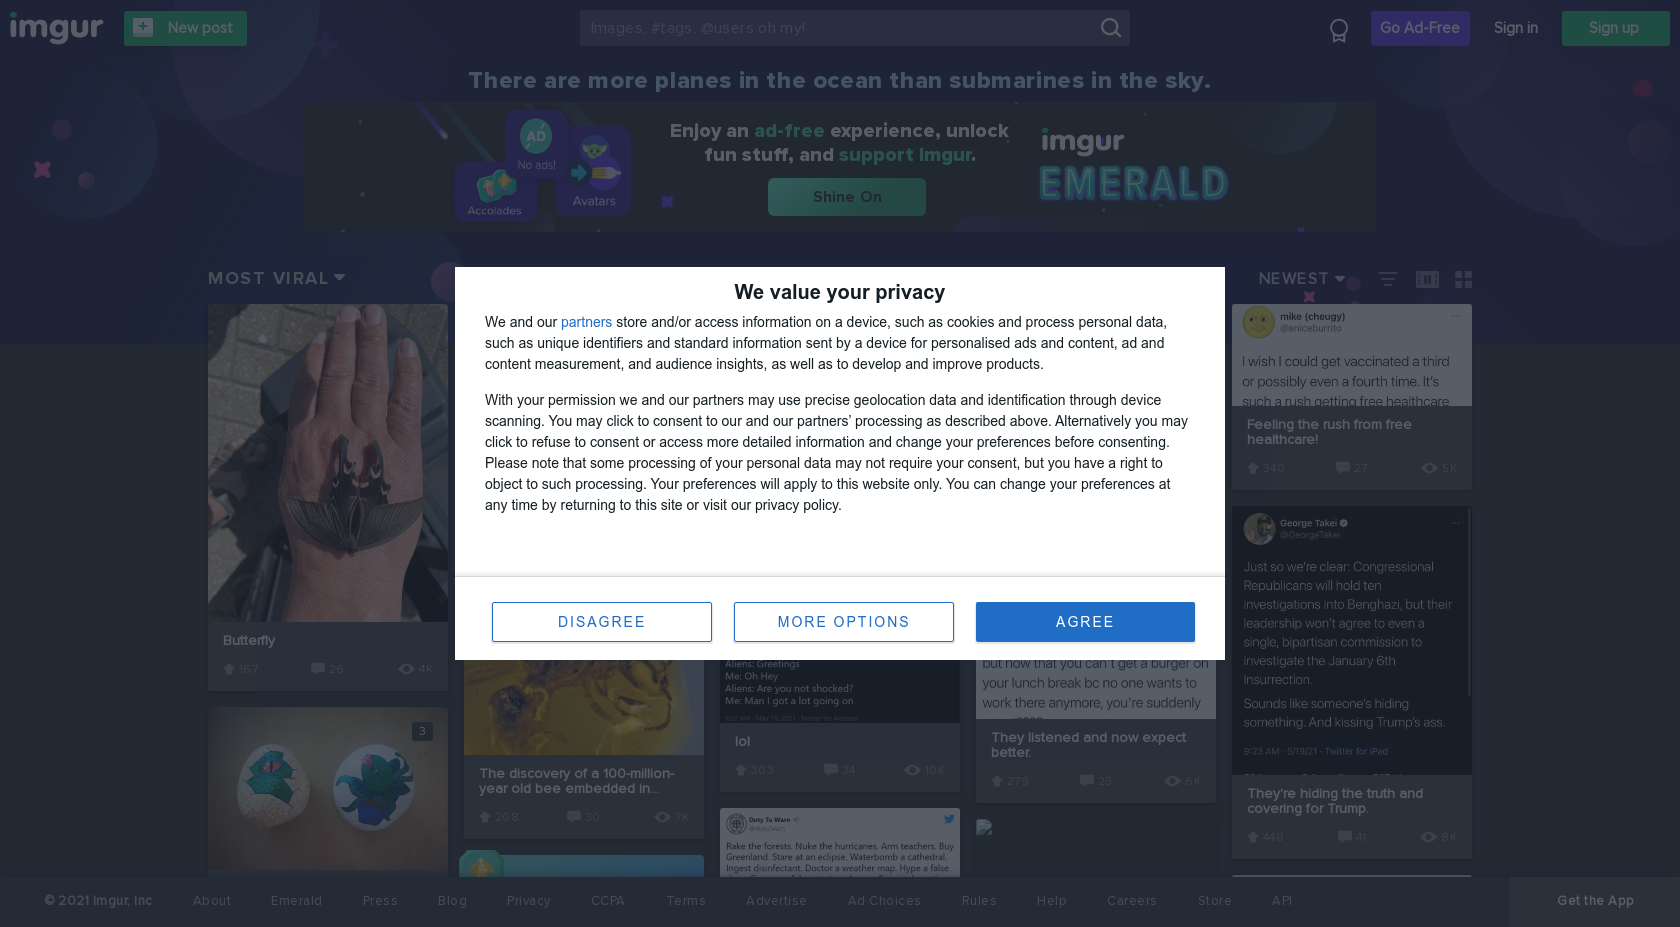 imgur
New post
Images, #tags, @users oh my!
Go Ad-Free
Sign in
Sign up
There are more planes in the ocean than submarines in the sky.
AD
No ads!
Accolades
Avatars
Enjoy an ad-free experience, unlock
fun stuff, and support Imgur.
Shine On
imgur
EMERALD
MOST VIRAL
NEWEST
We value your privacy
We and our partners store and/or access information on a device, such as cookies and process personal data,
such as unique identifiers and standard information sent by a device for personalised ads and content, ad and
content measurement, and audience insights, as well as to develop and improve products.
With your permission we and our partners may use precise geolocation data and identification through device
scanning. You may click to consent to our and our partners’ processing as described above. Alternatively you may
click to refuse to consent or access more detailed information and change your preferences before consenting.
Please note that some processing of your personal data may not require your consent, but you have a right to
object to such processing. Your preferences will apply to this website only. You can change your preferences at
any time by returning to this site or visit our privacy policy.
DISAGREE
MORE OPTIONS
AGREE
Butterfly
157
26
4K
3
The discovery of a 100-million-
year old bee embedded in...
208
30
7K
Aliens: Greetings
Me: Oh Hey
Aliens: Are you not shocked?
Me: Man I got a lot going on
9:22 AM · May 19, 2021 · Twitter for Android
lol
303
34
10K
Duty To Warn
@duty2warn
Rake the forests. Nuke the hurricanes. Arm teachers. Buy
Greenland. Stare at an eclipse. Waterbomb a cathedral.
Ingest disinfectant. Doctor a weather map. Hype a false
but now that you can't get a burger on
your lunch break bc no one wants to
work there anymore, you're suddenly
They listened and now expect
better.
279
23
6K
mike (cheugy)
@aniceburrito
I wish I could get vaccinated a third
or possibly even a fourth time. It's
such a rush getting free healthcare
Feeling the rush from free
healthcare!
340
27
5K
George Takei
@GeorgeTakei
Just so we're clear: Congressional
Republicans will hold ten
investigations into Benghazi, but their
leadership won't agree to even a
single, bipartisan commission to
investigate the January 6th
Insurrection.
Sounds like someone's hiding
something. And kissing Trump's ass.
9:23 AM · 5/19/21 · Twitter for iPad
They're hiding the truth and
covering for Trump.
448
41
8K
© 2021 Imgur, Inc
About
Emerald
Press
Blog
Privacy
CCPA
Terms
Advertise
Ad Choices
Rules
Help
Careers
Store
API
Get the App